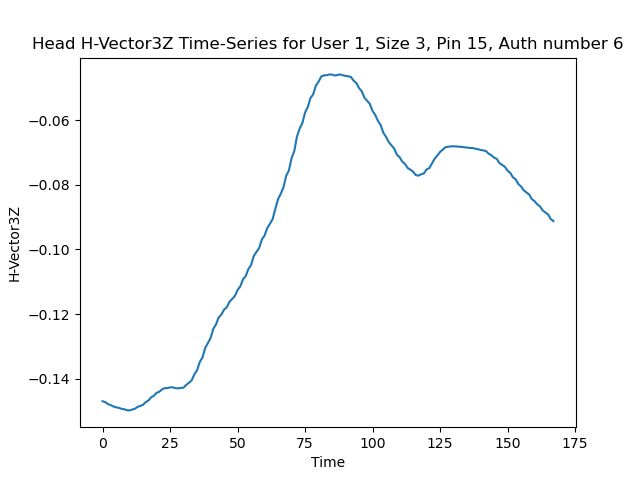 Head H-Vector3Z Time-Series for User 1, Size 3, Pin 15, Auth number 6
H-Vector3Z
−0.06
−0.08
−0.10
−0.12
−0.14
0 25 50 75 100 125 150 175
Time